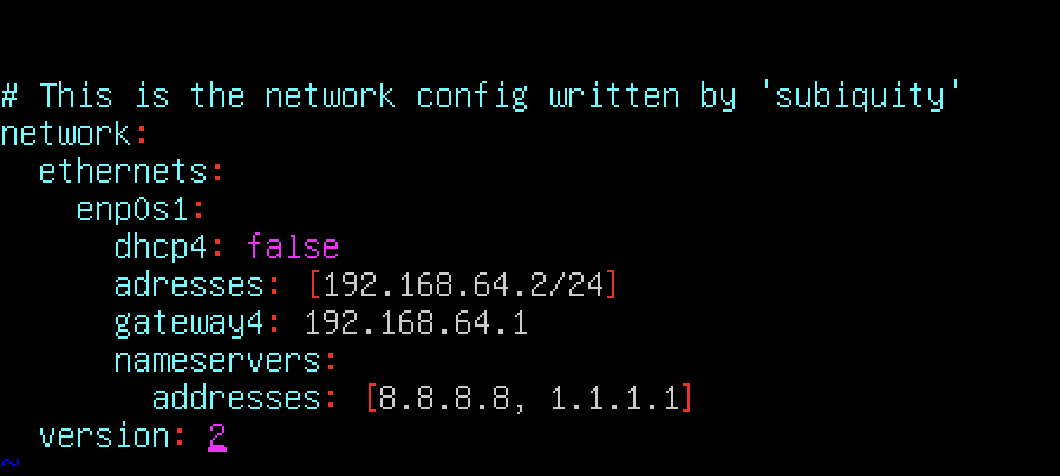 # This is the network config written by 'subiquity'
network:
  ethernets:
    enp0s1:
      dhcp4: false
      adresses: [192.168.64.2/24]
      gateway4: 192.168.64.1
      nameservers:
        addresses: [8.8.8.8, 1.1.1.1]
  version: 2
~